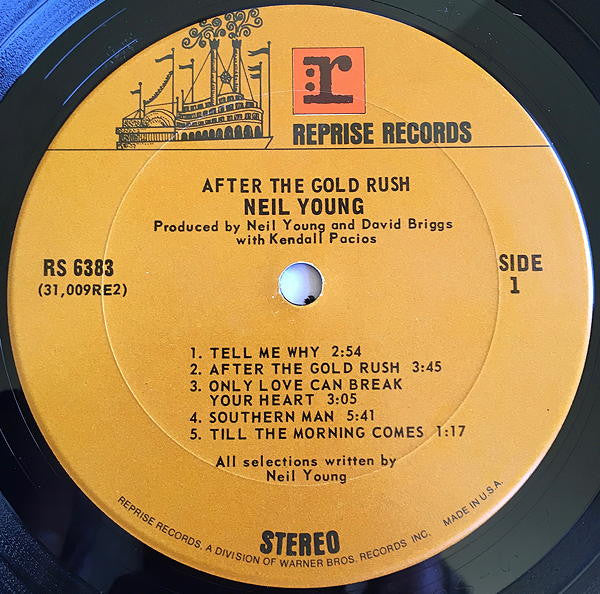 :r
REPRISE RECORDS
AFTER THE GOLD RUSH
NEIL YOUNG
Produced by Neil Young and David Briggs
with Kendall Pacios
RS 6383
(31,009RE2)
SIDE
1
1. TELL ME WHY 2:54
2. AFTER THE GOLD RUSH 3:45
3. ONLY LOVE CAN BREAK
YOUR HEART 3:05
4. SOUTHERN MAN 5:41
5. TILL THE MORNING COMES 1:17
All selections written by
Neil Young
STEREO
REPRISE RECORDS, A DIVISION OF WARNER BROS. RECORDS INC. MADE IN U.S.A.